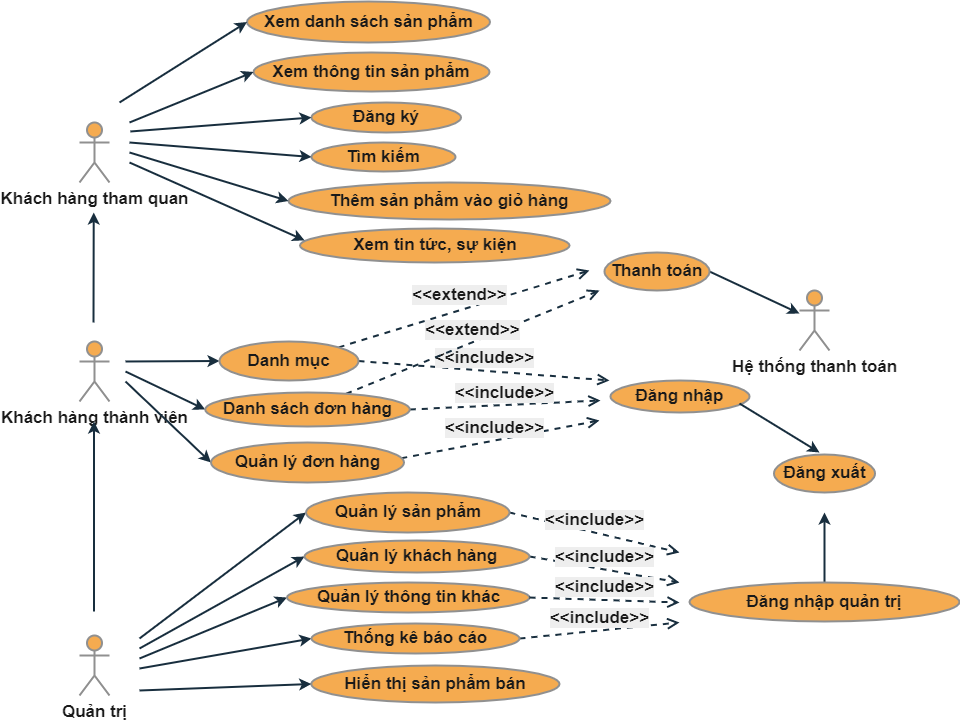 Xem danh sách sản phẩm
Xem thông tin sản phẩm
Đăng ký
Tìm kiếm
Khách hàng tham quan
Thêm sản phẩm vào giỏ hàng
Xem tin tức, sự kiện
Thanh toán
<<extend>>
<<extend>>
Hệ thống thanh toán
<<include>>
Danh mục
<<include>>
Đăng nhập
Danh sách đơn hàng
Khách hàng thành viên
<<include>>
Quản lý đơn hàng
Đăng xuất
Quản lý sản phẩm
<<include>>
Quản lý khách hàng
<<include>>
<<include>>
Quản lý thông tin khác
Đăng nhập quản trị
<<include>>
Thống kê báo cáo
Hiển thị sản phẩm bán
Quản trị